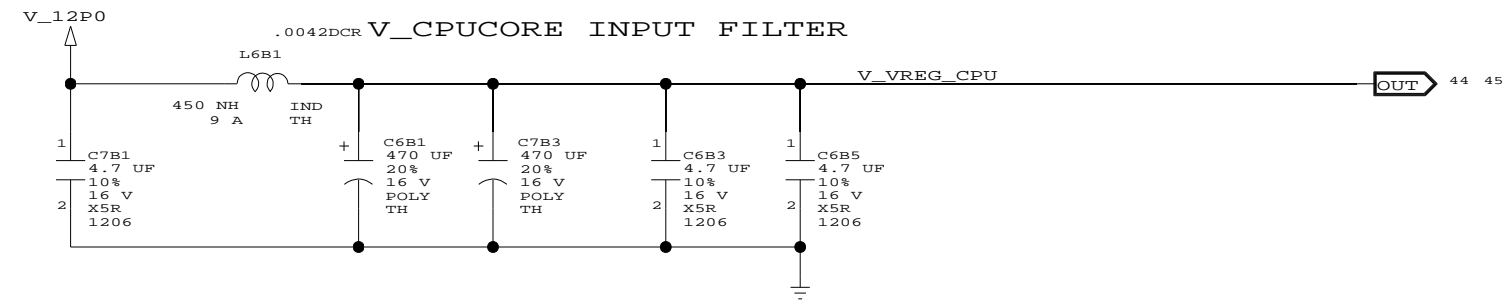 V_12P0
.0042DCR
V_CPUCORE INPUT FILTER
L6B1
450 NH
9 A
IND
TH
V_VREG_CPU
OUT
44 45
1
C7B1
4.7 UF
10%
16 V
X5R
1206
2
+
C6B1
470 UF
20%
16 V
POLY
TH
+
C7B3
470 UF
20%
16 V
POLY
TH
1
C6B3
4.7 UF
10%
16 V
X5R
1206
2
1
C6B5
4.7 UF
10%
16 V
X5R
1206
2